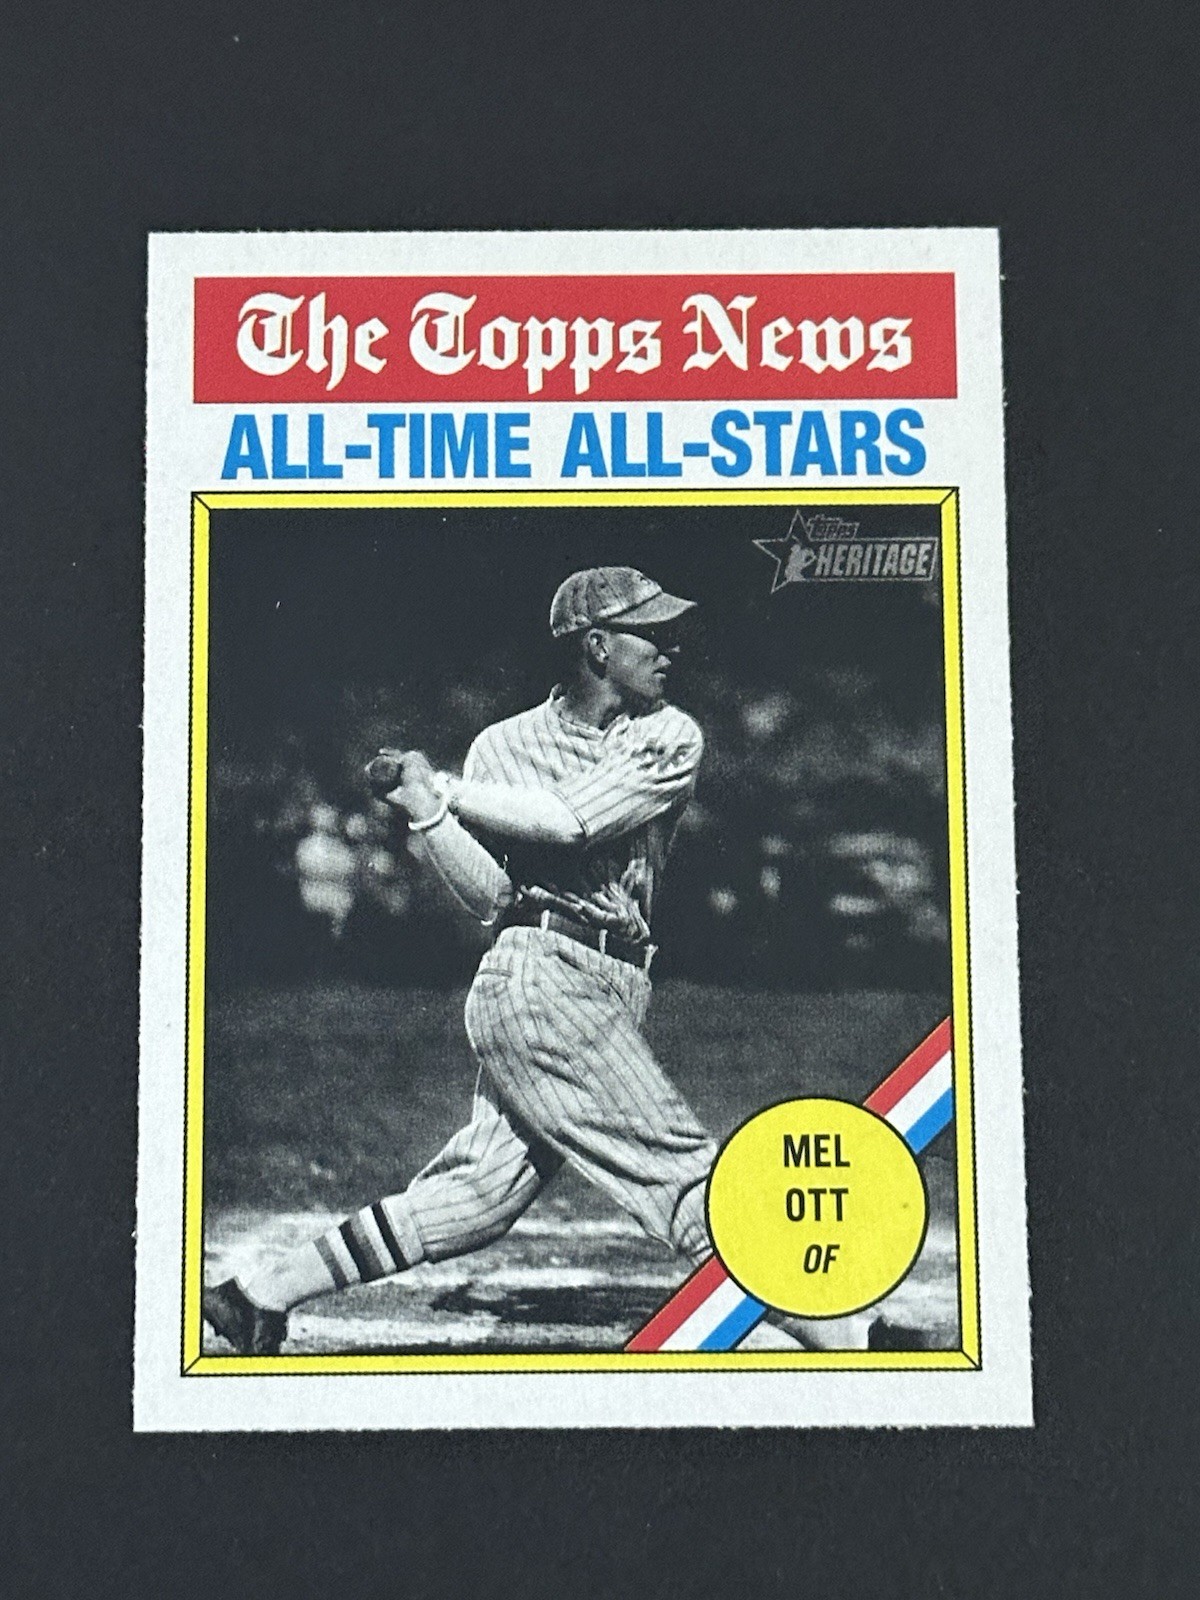 The Topps News
ALL-TIME ALL-STARS
Topps
HERITAGE
MEL
OTT
OF